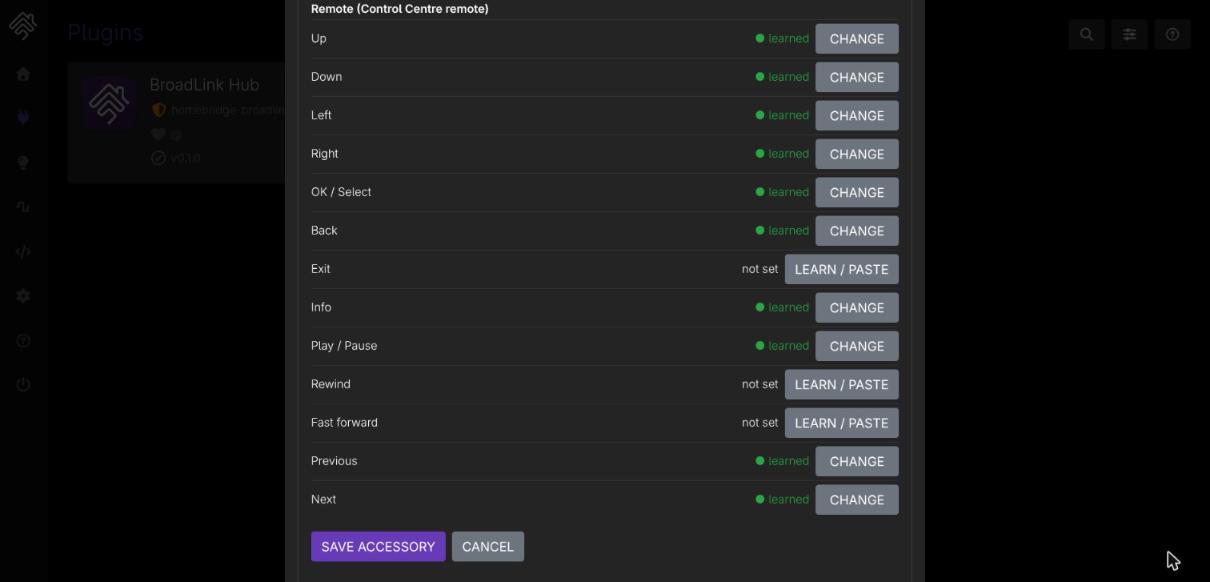 Remote (Control Centre remote)
Plugins
Up learned CHANGE
Down learned CHANGE
BroadLink Hub
homebridge-broadlin
Left learned CHANGE
v0.1.0
Right learned CHANGE
OK / Select learned CHANGE
Back learned CHANGE
Exit not set LEARN / PASTE
Info learned CHANGE
Play / Pause learned CHANGE
Rewind not set LEARN / PASTE
Fast forward not set LEARN / PASTE
Previous learned CHANGE
Next learned CHANGE
SAVE ACCESSORY CANCEL